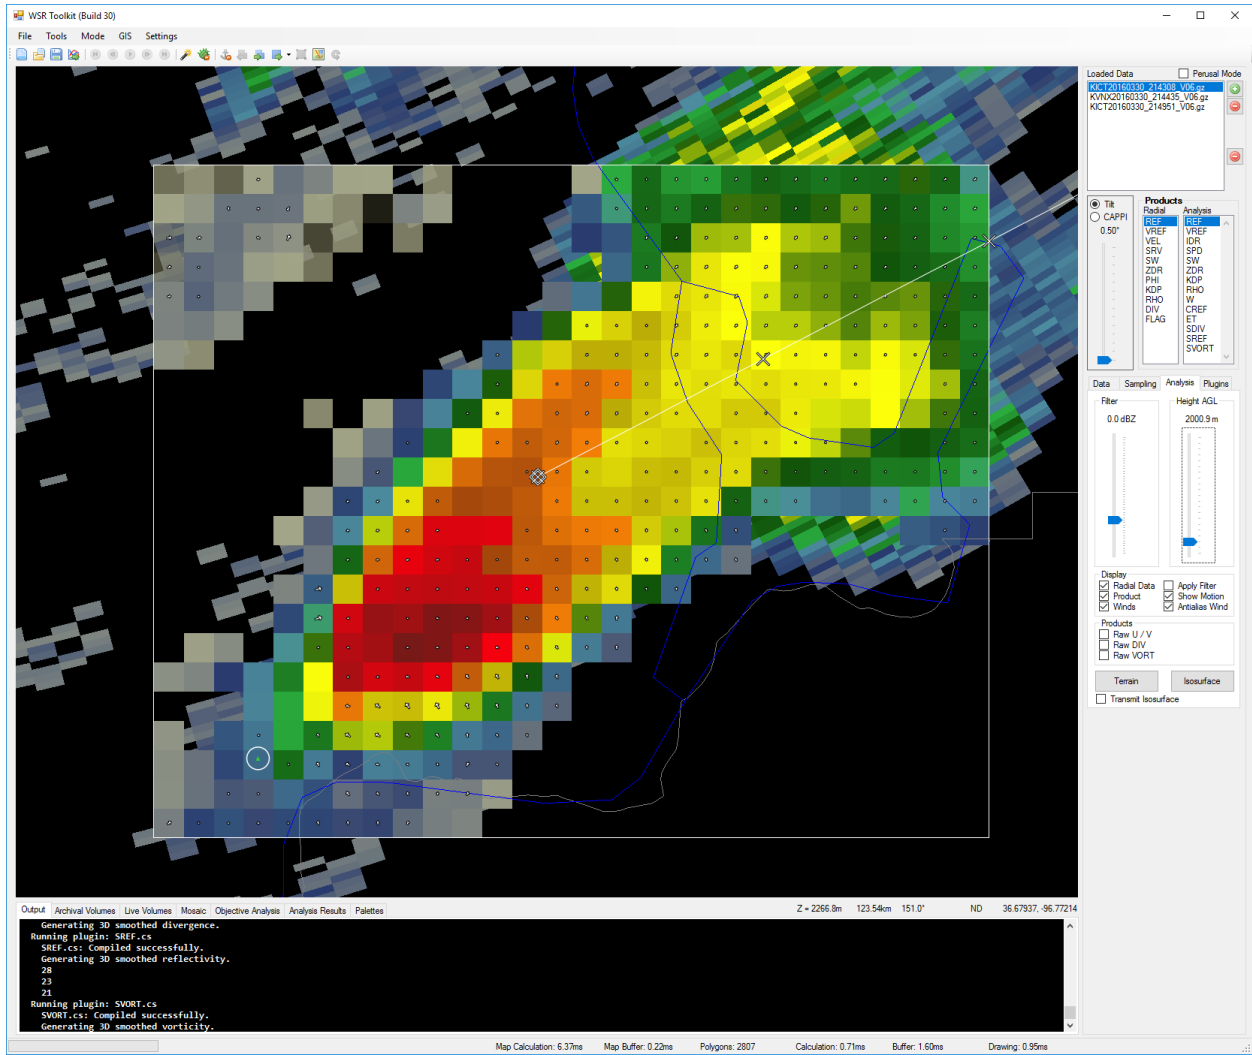 WSR Toolkit (Build 30)
File Tools Mode GIS Settings
Loaded Data Perusal Mode
KICT20160330_214308_V06.gz
KVNX20160330_214435_V06.gz
KICT20160330_214951_V06.gz
Tilt
CAPPI
0.50°
Products
Radial Analysis
REF REF
VREF VREF
VEL IDR
SRV SPD
SW SW
ZDR ZDR
PHI KDP
KDP RHO
RHO W
DIV CREF
FLAG ET
SDIV
SREF
SVORT
Data Sampling Analysis Plugins
Filter Height AGL
0.0 dBZ 2000.9 m
Display
Radial Data Apply Filter
Product Show Motion
Winds Antialias Wind
Products
Raw U / V
Raw DIV
Raw VORT
Terrain Isosurface
Transmit Isosurface
Output Archival Volumes Live Volumes Mosaic Objective Analysis Analysis Results Palettes Z = 2266.8m 123.54km 151.0° ND 36.67937, -96.77214
Generating 3D smoothed divergence.
Running plugin: SREF.cs
SREF.cs: Compiled successfully.
Generating 3D smoothed reflectivity.
28
23
21
Running plugin: SVORT.cs
SVORT.cs: Compiled successfully.
Generating 3D smoothed vorticity.
Map Calculation: 6.37ms Map Buffer: 0.22ms Polygons: 2807 Calculation: 0.71ms Buffer: 1.60ms Drawing: 0.95ms